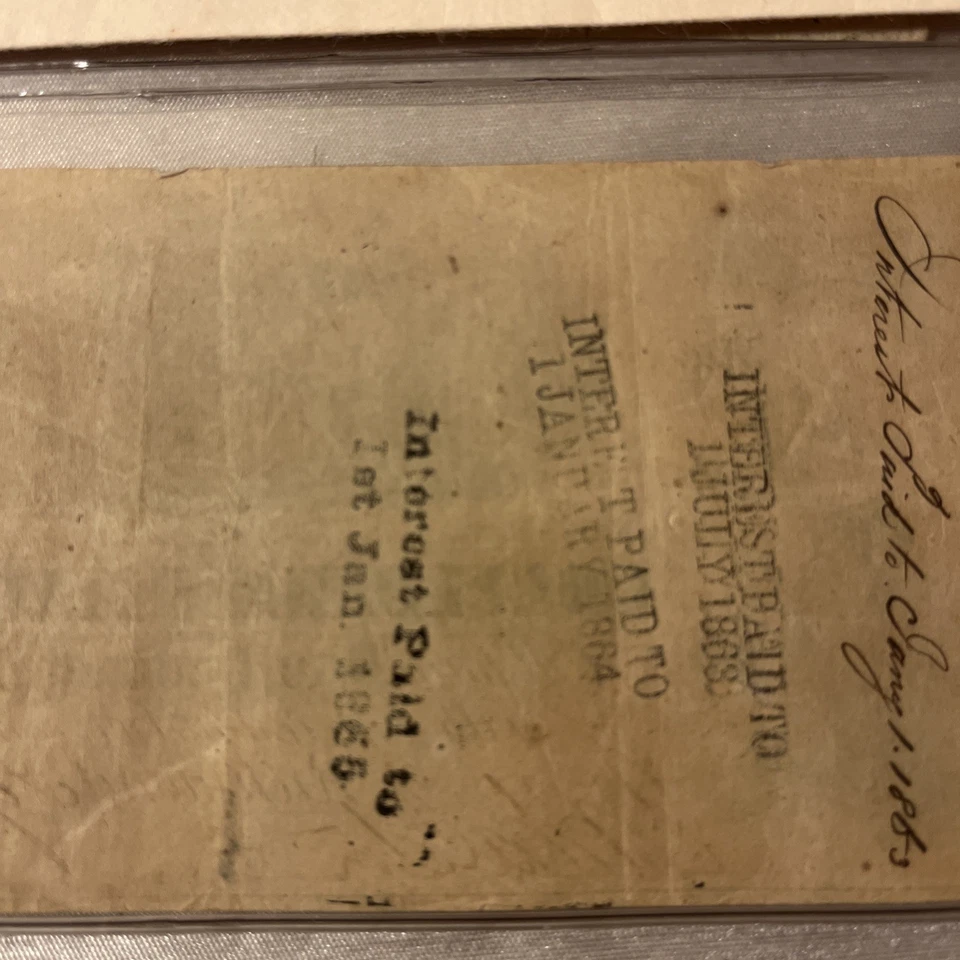 Interest Paid to Jany 1. 1863
INTEREST PAID TO
1 JULY 1863
INTEREST PAID TO
1 JANUARY 1864
Interest Paid to
1st Jan. 1865.